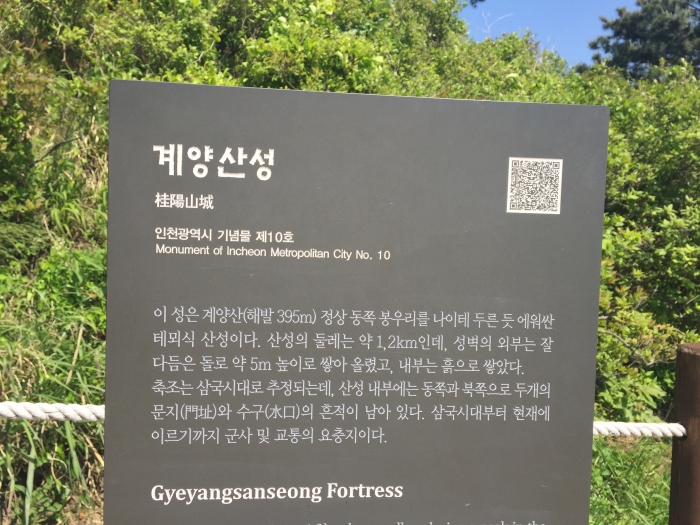 계양산성
桂陽山城
인천광역시 기념물 제10호
Monument of Incheon Metropolitan City No. 10
이 성은 계양산(해발 395m) 정상 동쪽 봉우리를 나이테 두른 듯 에워싼
테뫼식 산성이다. 산성의 둘레는 약 1,2km인데, 성벽의 외부는 잘
다듬은 돌로 약 5m 높이로 쌓아 올렸고, 내부는 흙으로 쌓았다.
축조는 삼국시대로 추정되는데, 산성 내부에는 동쪽과 북쪽으로 두개의
문지(門址)와 수구(水口)의 흔적이 남아 있다. 삼국시대부터 현재에
이르기까지 군사 및 교통의 요충지이다.
Gyeyangsanseong Fortress